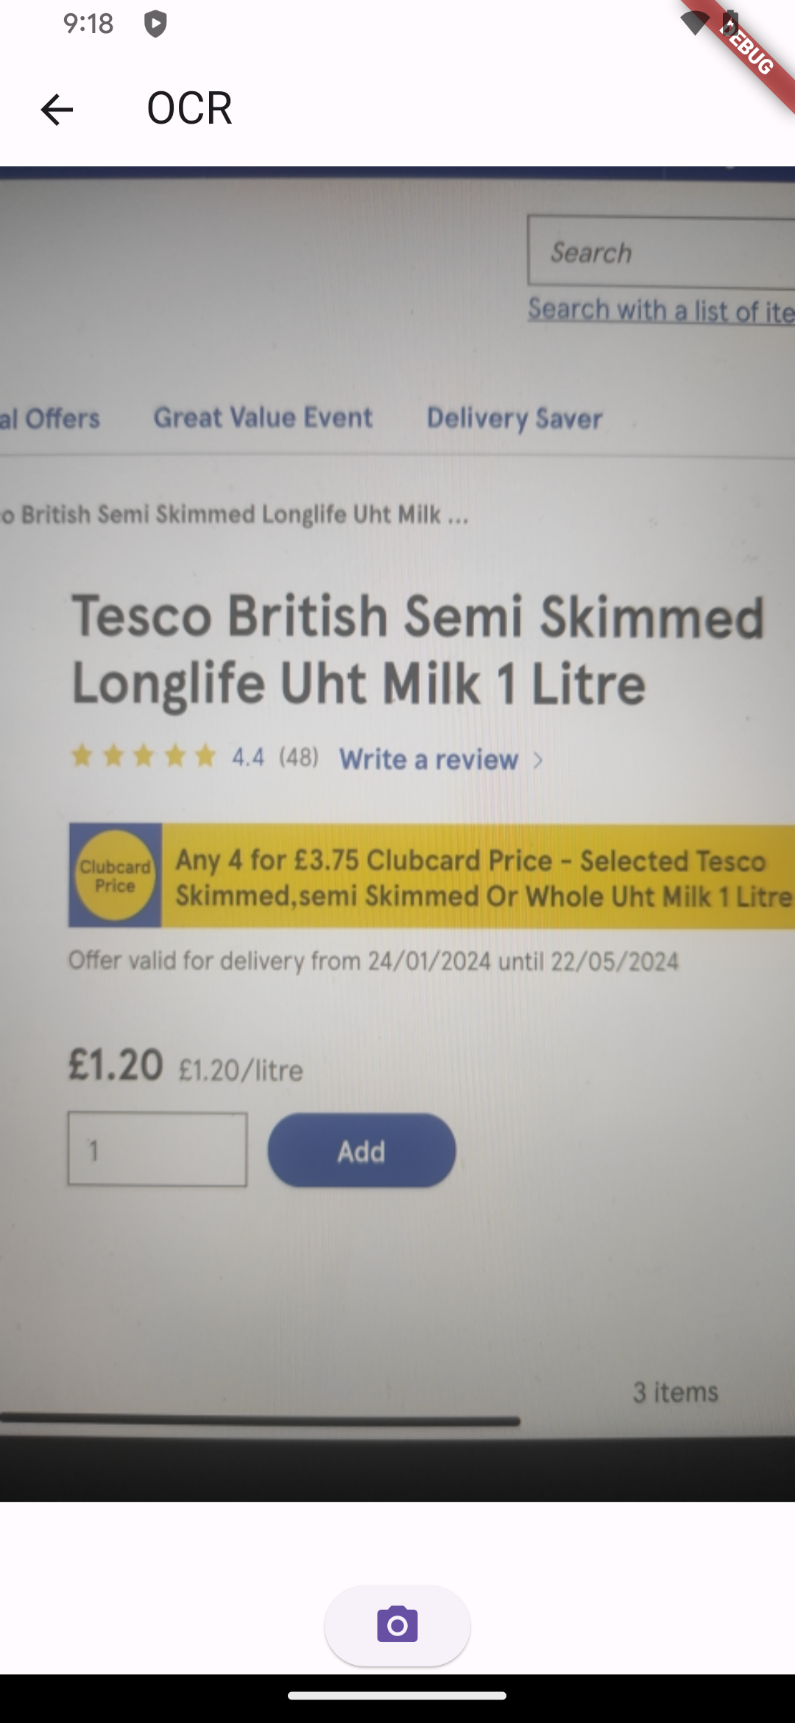 9:18
DEBUG
OCR
Search
Search with a list of ite
al Offers Great Value Event Delivery Saver
o British Semi Skimmed Longlife Uht Milk ...
Tesco British Semi Skimmed
Longlife Uht Milk 1 Litre
4.4 (48) Write a review >
Clubcard
Price
Any 4 for £3.75 Clubcard Price - Selected Tesco
Skimmed,semi Skimmed Or Whole Uht Milk 1 Litre
Offer valid for delivery from 24/01/2024 until 22/05/2024
£1.20 £1.20/litre
1 Add
3 items